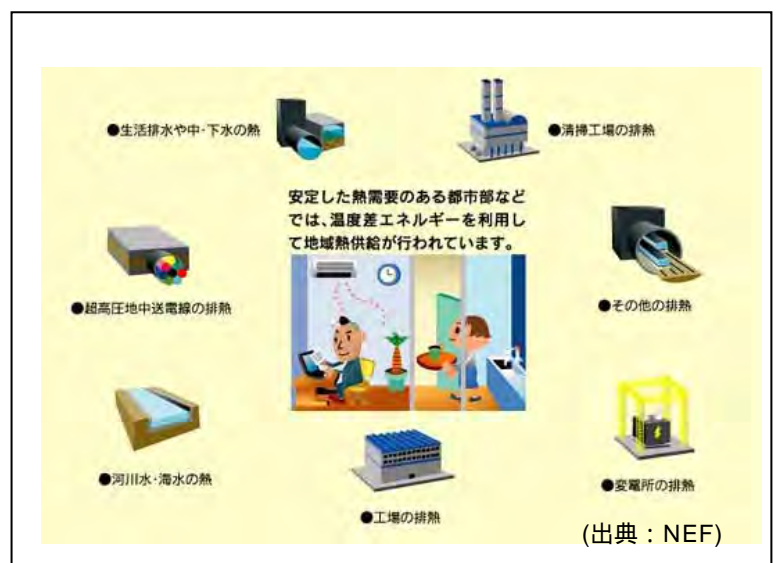 ●生活排水や中・下水の熱
●清掃工場の排熱
安定した熱需要のある都市部など
では、温度差エネルギーを利用し
て地域熱供給が行われています。
●超高圧地中送電線の排熱
●その他の排熱
●河川水・海水の熱
●変電所の排熱
●工場の排熱
(出典：NEF)